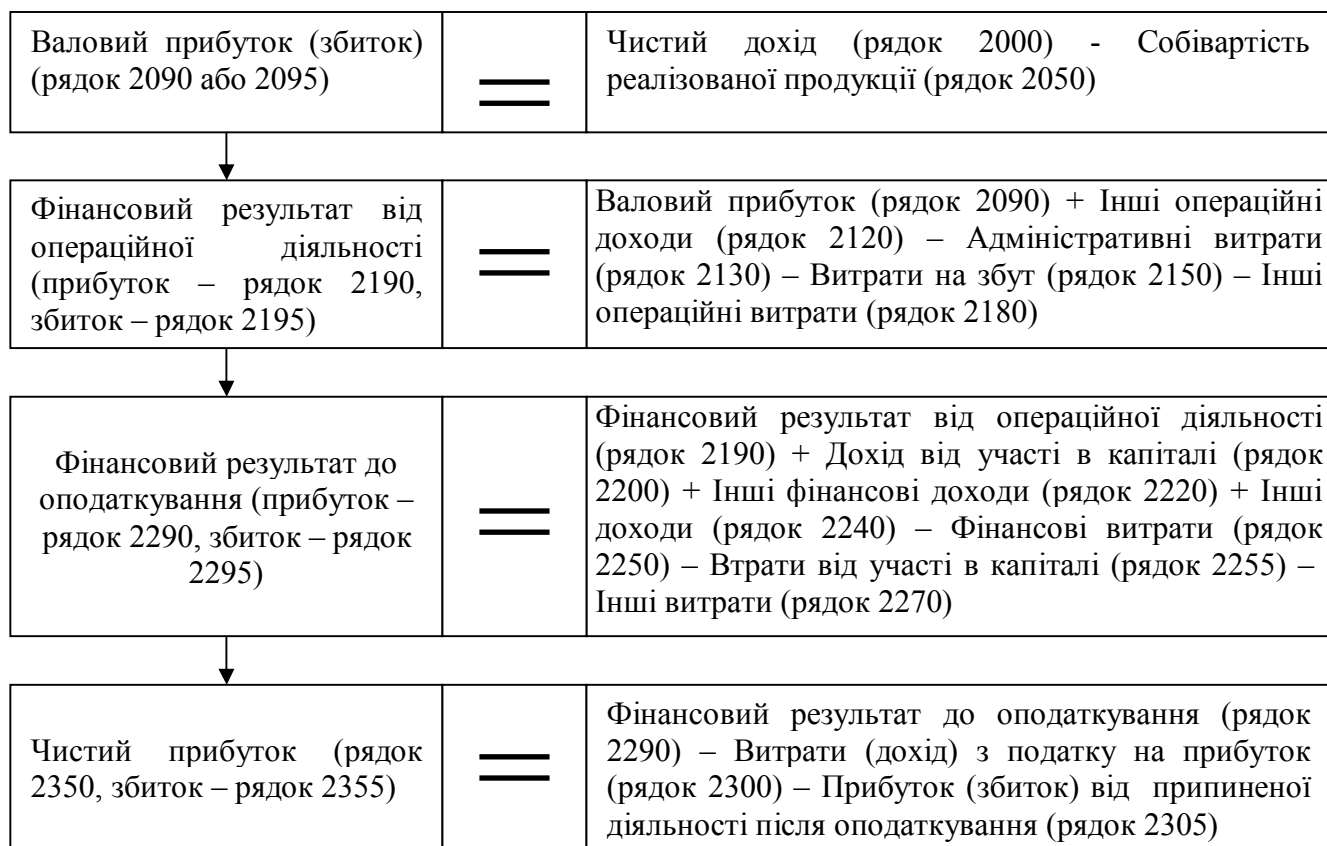 Валовий прибуток (збиток)
(рядок 2090 або 2095)
Чистий дохід (рядок 2000) - Собівартість
реалізованої продукції (рядок 2050)
Фінансовий результат від
операційної діяльності
(прибуток – рядок 2190,
збиток – рядок 2195)
Валовий прибуток (рядок 2090) + Інші операційні
доходи (рядок 2120) – Адміністративні витрати
(рядок 2130) – Витрати на збут (рядок 2150) – Інші
операційні витрати (рядок 2180)
Фінансовий результат до
оподаткування (прибуток –
рядок 2290, збиток – рядок
2295)
Фінансовий результат від операційної діяльності
(рядок 2190) + Дохід від участі в капіталі (рядок
2200) + Інші фінансові доходи (рядок 2220) + Інші
доходи (рядок 2240) – Фінансові витрати (рядок
2250) – Втрати від участі в капіталі (рядок 2255) –
Інші витрати (рядок 2270)
Чистий прибуток (рядок
2350, збиток – рядок 2355)
Фінансовий результат до оподаткування (рядок
2290) – Витрати (дохід) з податку на прибуток
(рядок 2300) – Прибуток (збиток) від припиненої
діяльності після оподаткування (рядок 2305)